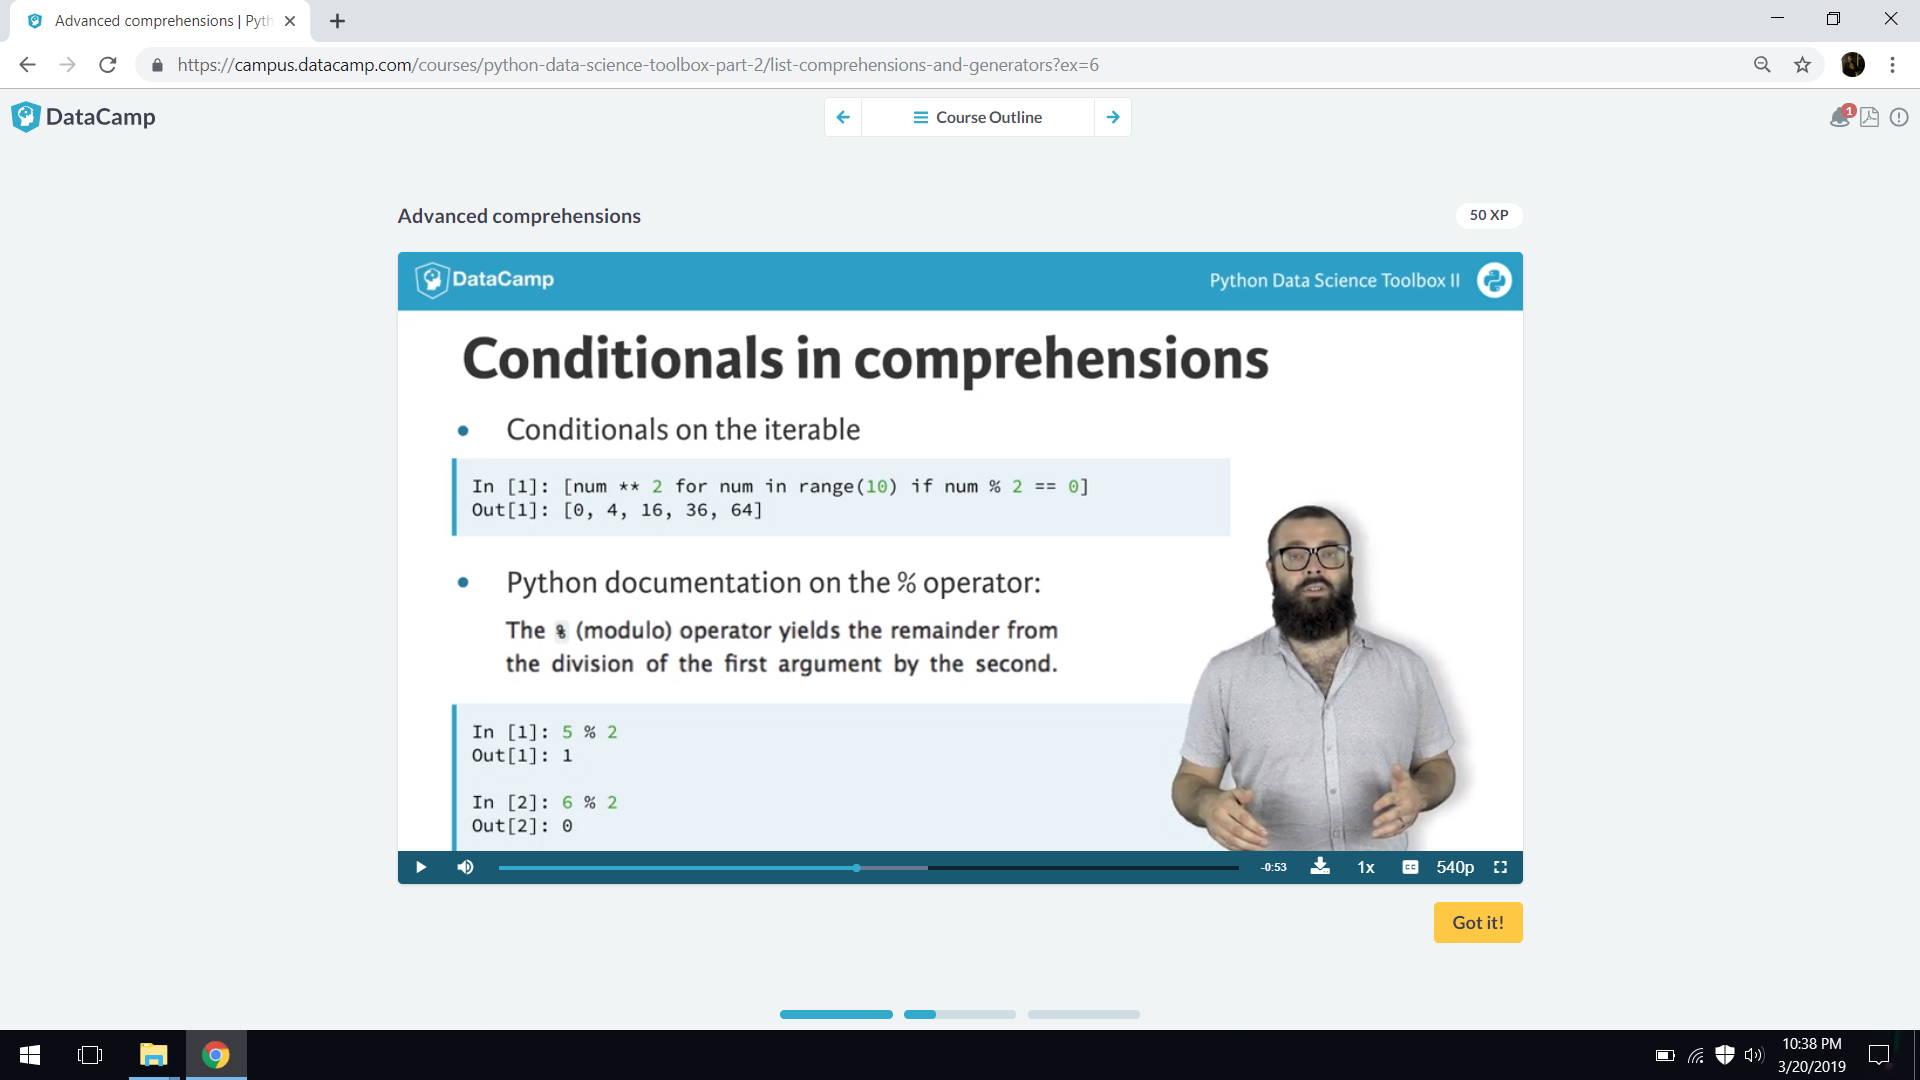 Advanced comprehensions | Pyth
https://campus.datacamp.com/courses/python-data-science-toolbox-part-2/list-comprehensions-and-generators?ex=6
DataCamp
Course Outline
1
Advanced comprehensions
50 XP
DataCamp
Python Data Science Toolbox II
Conditionals in comprehensions
• Conditionals on the iterable
In [1]: [num ** 2 for num in range(10) if num % 2 == 0]
Out[1]: [0, 4, 16, 36, 64]
• Python documentation on the % operator:
The % (modulo) operator yields the remainder from
the division of the first argument by the second.
In [1]: 5 % 2
Out[1]: 1
In [2]: 6 % 2
Out[2]: 0
-0:53
1x
CC
540p
Got it!
10:38 PM
3/20/2019